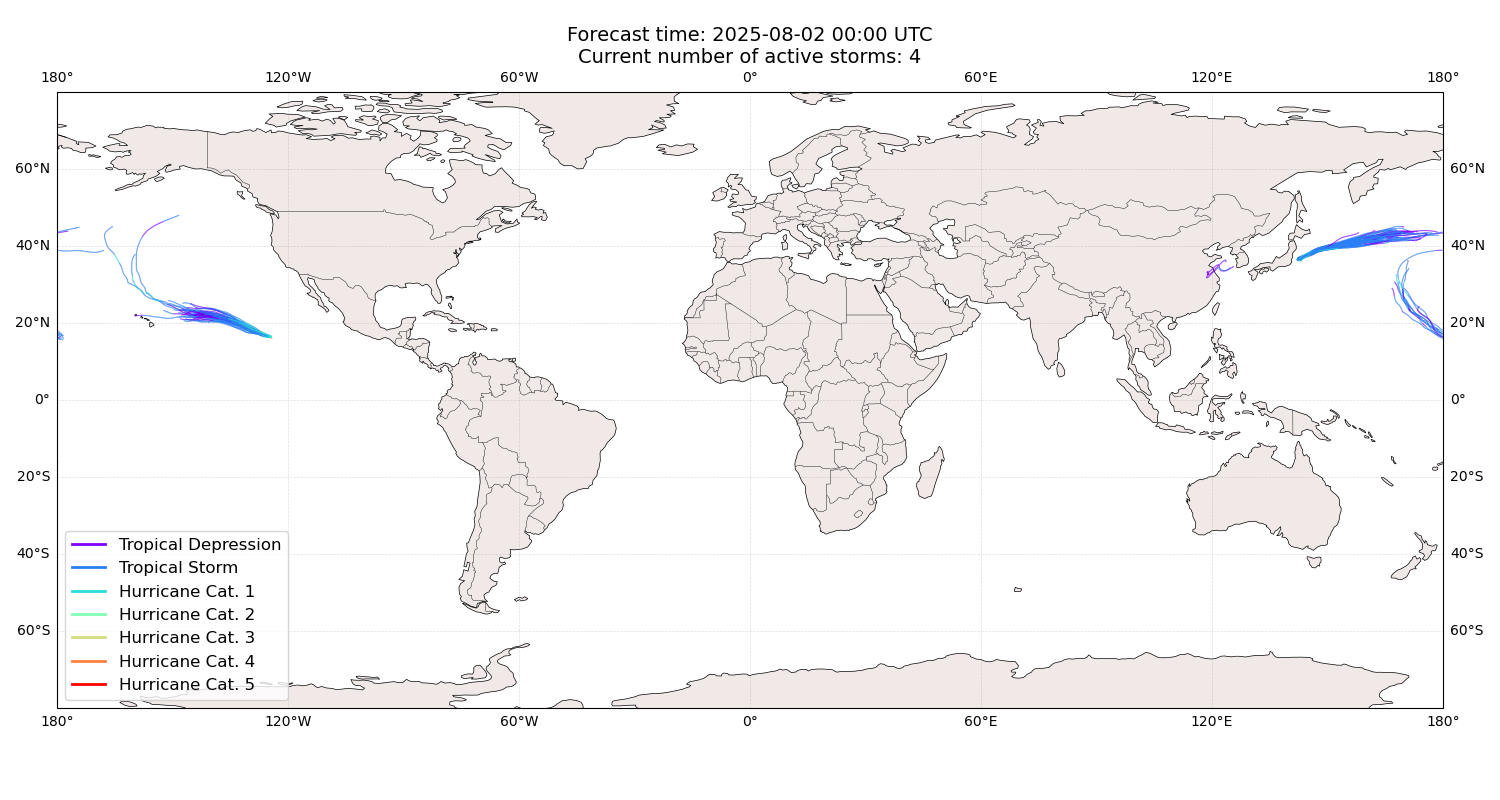 Forecast time: 2025-08-02 00:00 UTC
Current number of active storms: 4
180° 120°W 60°W 0° 60°E 120°E 180°
60°N 60°N
40°N 40°N
20°N 20°N
0° 0°
20°S 20°S
40°S 40°S
60°S 60°S
Tropical Depression
Tropical Storm
Hurricane Cat. 1
Hurricane Cat. 2
Hurricane Cat. 3
Hurricane Cat. 4
Hurricane Cat. 5
180° 120°W 60°W 0° 60°E 120°E 180°